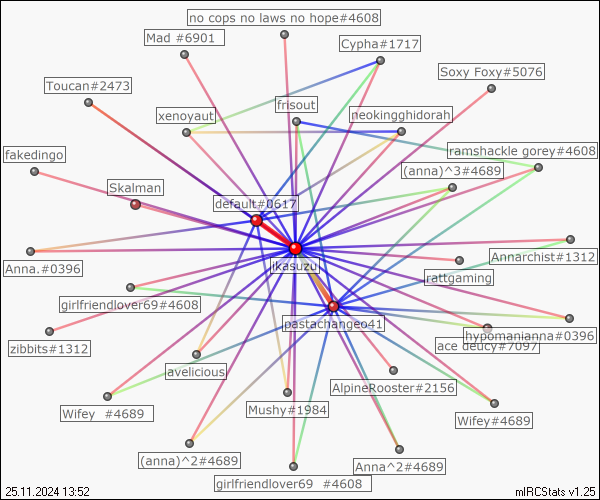 no cops no laws no hope#4608
Mad #6901
Cypha#1717
Soxy Foxy#5076
Toucan#2473
frisout
xenoyaut
neokingghidorah
fakedingo
ramshackle gorey#4608
(anna)^3#4689
Skalman
default#0617
Anna.#0396
ikasuzu
Annarchist#1312
rattgaming
girlfriendlover69#4608
pastachangeo41
hypomanianna#0396
zibbits#1312
ace deucy#7097
avelicious
AlpineRooster#2156
Wifey #4689
Mushy#1984
Wifey#4689
(anna)^2#4689
Anna^2#4689
girlfriendlover69 #4608
25.11.2024 13:52
mIRCStats v1.25